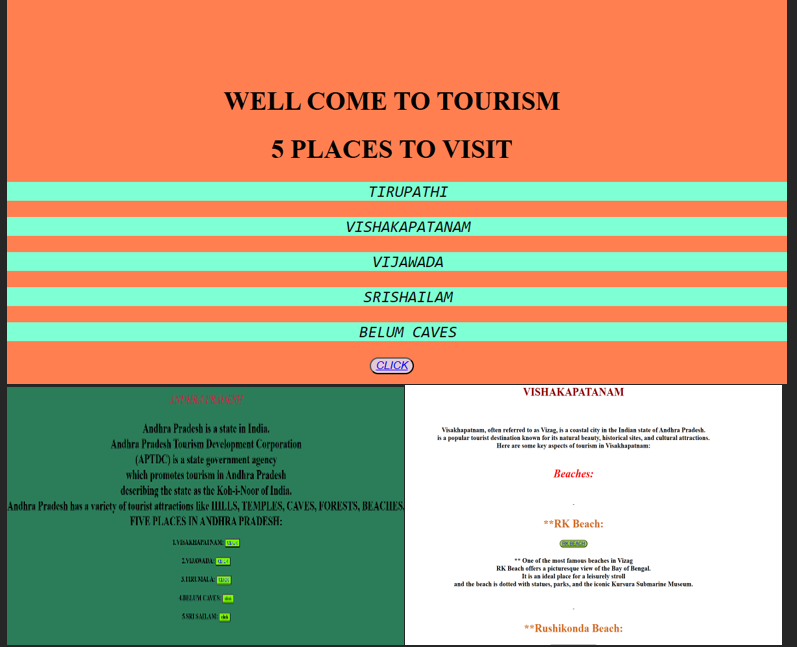 WELL COME TO TOURISM
5 PLACES TO VISIT
TIRUPATHI
VISHAKAPATANAM
VIJAWADA
SRISHAILAM
BELUM CAVES
CLICK
Andhra Pradesh is a state in India.
Andhra Pradesh Tourism Development Corporation
(APTDC) is a state government agency
which promotes tourism in Andhra Pradesh
describing the state as the Koh-i-Noor of India.
Andhra Pradesh has a variety of tourist attractions like HILLS, TEMPLES, CAVES, FORESTS, BEACHES.
FIVE PLACES IN ANDHRA PRADESH:
1.VISAKHAPATNAM:
2.VIJAWADA:
3.TIRUMALA:
4.BELUM CAVES:
5.SRI SAILAM:
VISHAKAPATANAM
Visakhapatnam, often referred to as Vizag, is a coastal city in the Indian state of Andhra Pradesh.
is a popular tourist destination known for its natural beauty, historical sites, and cultural attractions.
Here are some key aspects of tourism in Visakhapatnam:
Beaches:
.
**RK Beach:
RK BEACH
** One of the most famous beaches in Vizag
RK Beach offers a picturesque view of the Bay of Bengal.
It is an ideal place for a leisurely stroll
and the beach is dotted with statues, parks, and the iconic Kursura Submarine Museum.
.
**Rushikonda Beach: